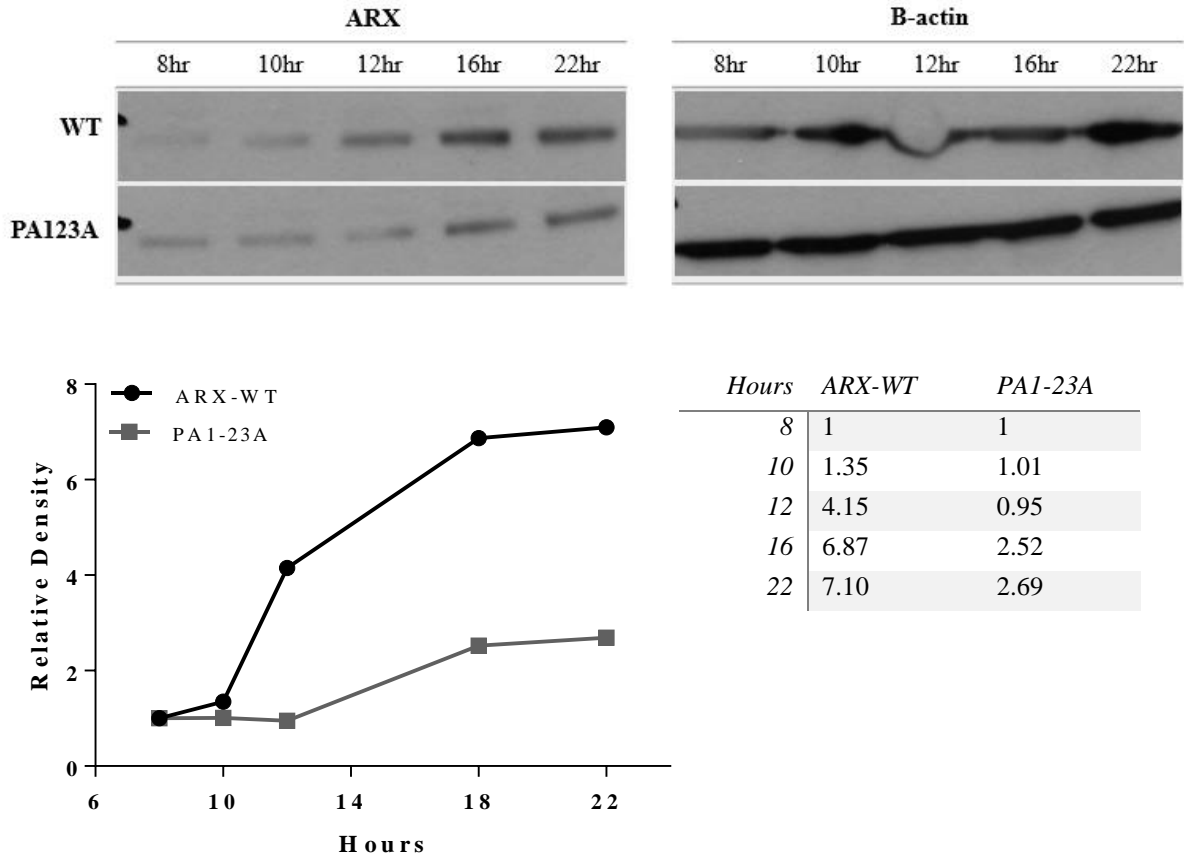 ARX B-actin
8hr 10hr 12hr 16hr 22hr 8hr 10hr 12hr 16hr 22hr
WT
PA123A
8
6
4
2
0
Relative Density
ARX-WT
PA1-23A
6 10 14 18 22
Hours
Hours ARX-WT PA1-23A
8 1 1
10 1.35 1.01
12 4.15 0.95
16 6.87 2.52
22 7.10 2.69